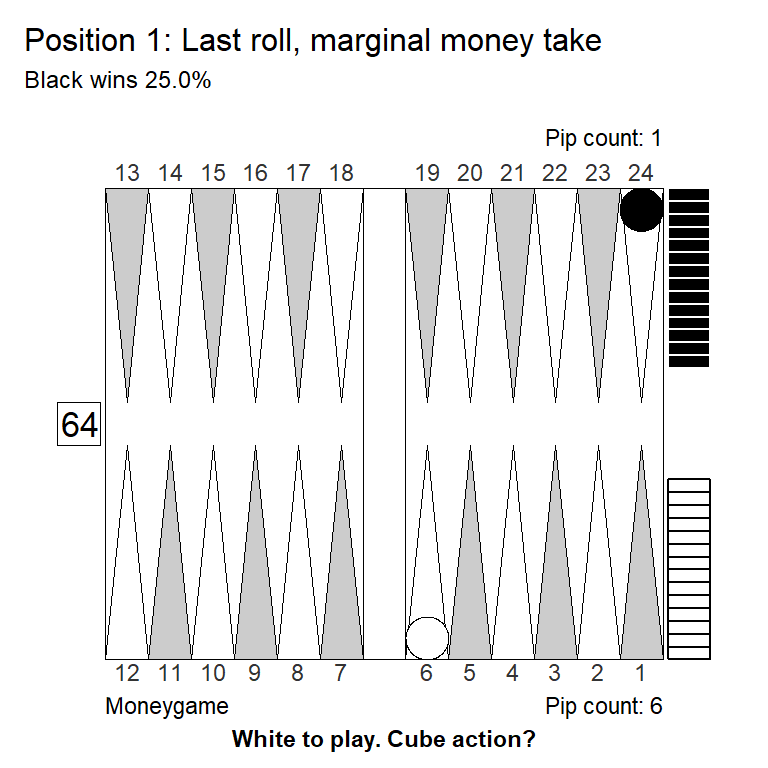 Position 1: Last roll, marginal money take
Black wins 25.0%
Pip count: 1
13 14 15 16 17 18 19 20 21 22 23 24
64
12 11 10 9 8 7 6 5 4 3 2 1
Moneygame Pip count: 6
White to play. Cube action?